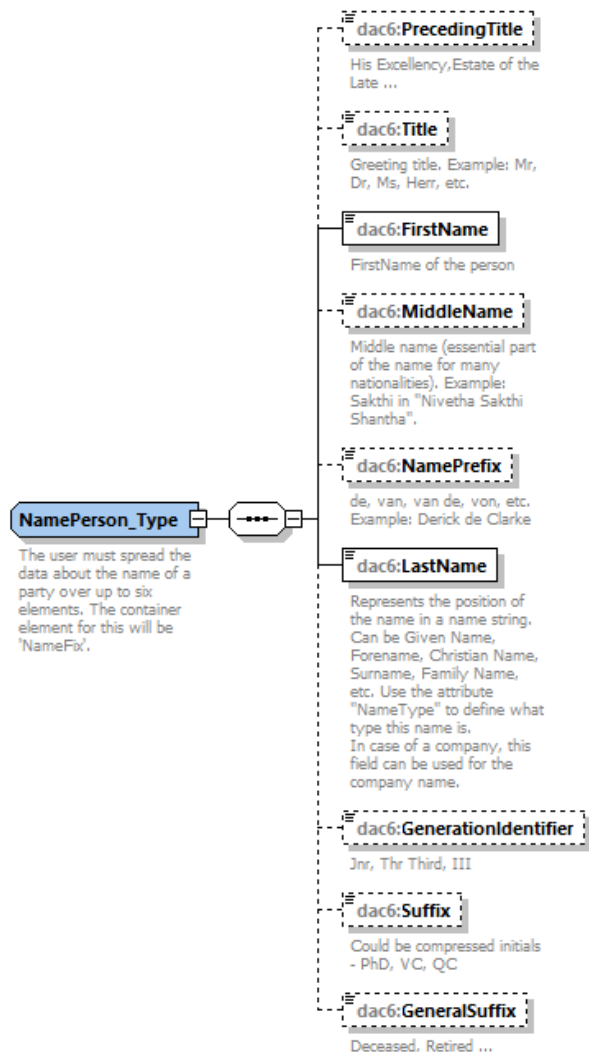 dac6:PrecedingTitle
His Excellency,Estate of the
Late ...
dac6:Title
Greeting title. Example: Mr,
Dr, Ms, Herr, etc.
dac6:FirstName
FirstName of the person
dac6:MiddleName
Middle name (essential part
of the name for many
nationalities). Example:
Sakthi in "Nivetha Sakthi
Shantha".
dac6:NamePrefix
de, van, van de, von, etc.
Example: Derick de Clarke
NamePerson_Type
The user must spread the
data about the name of a
party over up to six
elements. The container
element for this will be
'NameFix'.
dac6:LastName
Represents the position of
the name in a name string.
Can be Given Name,
Forename, Christian Name,
Surname, Family Name,
etc. Use the attribute
"NameType" to define what
type this name is.
In case of a company, this
field can be used for the
company name.
dac6:GenerationIdentifier
Jnr, Thr Third, III
dac6:Suffix
Could be compressed initials
- PhD, VC, QC
dac6:GeneralSuffix
Deceased, Retired ...